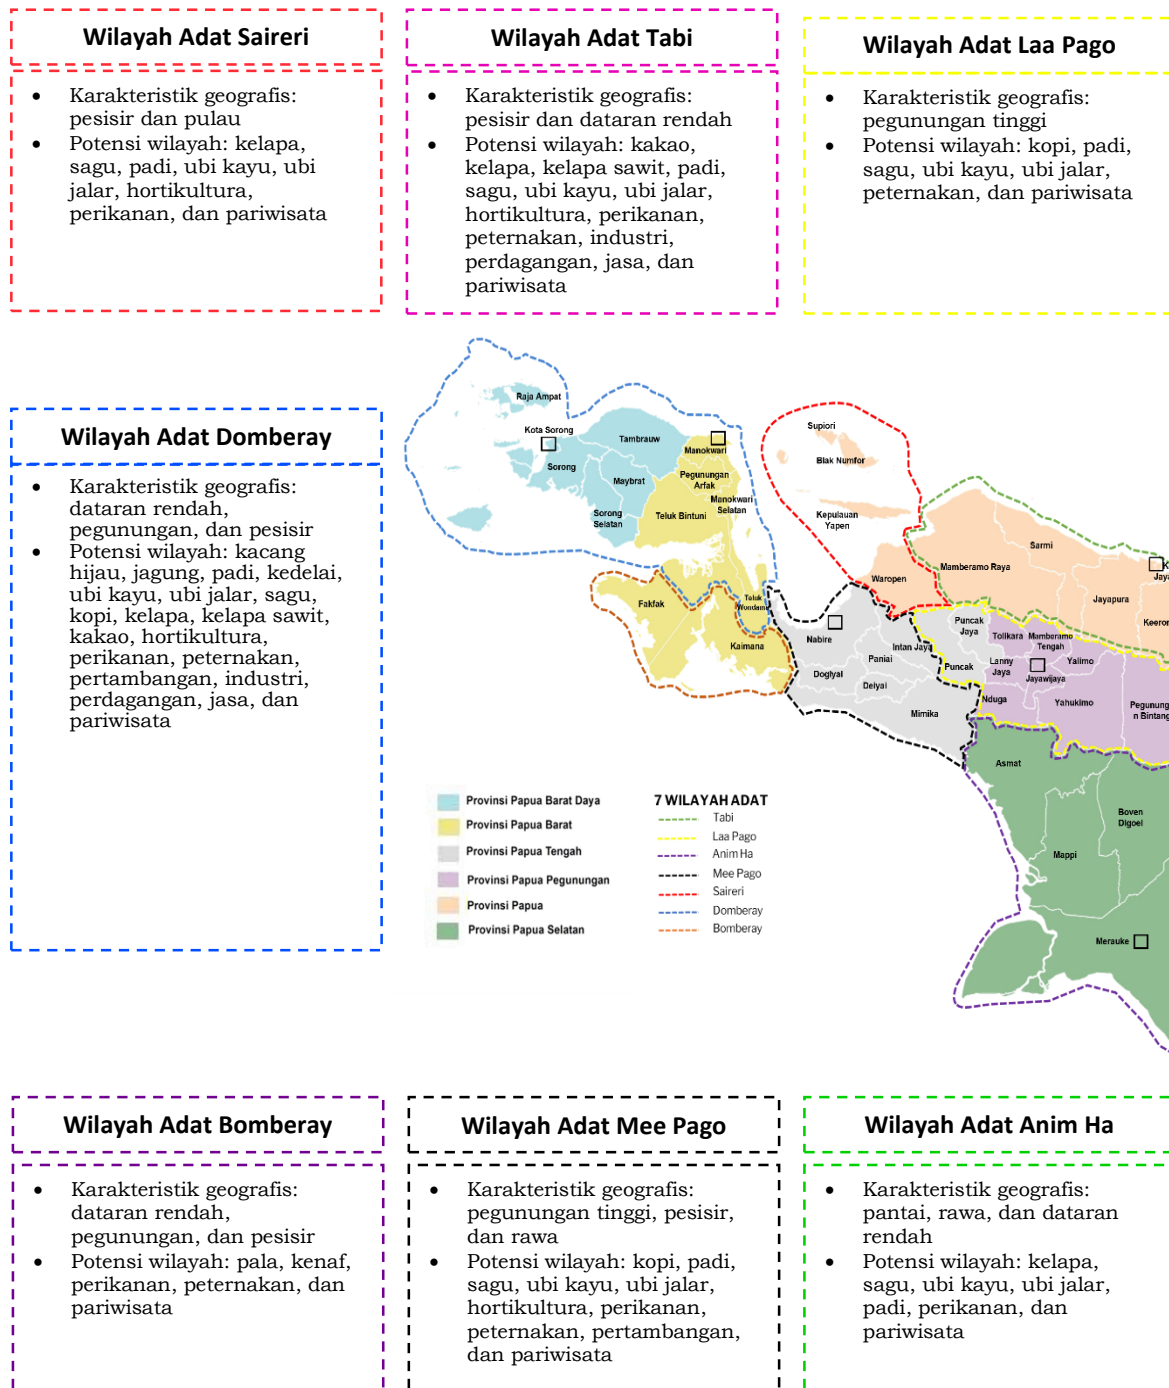 Wilayah Adat Saireri
• Karakteristik geografis:
pesisir dan pulau
• Potensi wilayah: kelapa,
sagu, padi, ubi kayu, ubi
jalar, hortikultura,
perikanan, dan pariwisata
Wilayah Adat Tabi
• Karakteristik geografis:
pesisir dan dataran rendah
• Potensi wilayah: kakao,
kelapa, kelapa sawit, padi,
sagu, ubi kayu, ubi jalar,
hortikultura, perikanan,
peternakan, industri,
perdagangan, jasa, dan
pariwisata
Wilayah Adat Laa Pago
• Karakteristik geografis:
pegunungan tinggi
• Potensi wilayah: kopi, padi,
sagu, ubi kayu, ubi jalar,
peternakan, dan pariwisata
Wilayah Adat Domberay
• Karakteristik geografis:
dataran rendah,
pegunungan, dan pesisir
• Potensi wilayah: kacang
hijau, jagung, padi, kedelai,
ubi kayu, ubi jalar, sagu,
kopi, kelapa, kelapa sawit,
kakao, hortikultura,
perikanan, peternakan,
pertambangan, industri,
perdagangan, jasa, dan
pariwisata
Raja Ampat
Kota Sorong
Tambrauw
Sorong
Maybrat
Sorong
Selatan
Manokwari
Pegunungan
Arfak
Manokwari
Selatan
Teluk Bintuni
Teluk
Wondama
Fakfak
Kaimana
Supiori
Biak Numfor
Kepulauan
Yapen
Waropen
Mamberamo Raya
Sarmi
Jayapura
K
Jaya
Keerom
Nabire
Dogiyai
Paniai
Deiyai
Intan Jaya
Mimika
Puncak
Jaya
Puncak
Tolikara
Mamberamo
Tengah
Lanny
Jaya
Jayawijaya
Yalimo
Nduga
Yahukimo
Pegunung
n Bintang
Asmat
Mappi
Boven
Digoel
Merauke
Provinsi Papua Barat Daya
Provinsi Papua Barat
Provinsi Papua Tengah
Provinsi Papua Pegunungan
Provinsi Papua
Provinsi Papua Selatan
7 WILAYAH ADAT
Tabi
Laa Pago
Anim Ha
Mee Pago
Saireri
Domberay
Bomberay
Wilayah Adat Bomberay
• Karakteristik geografis:
dataran rendah,
pegunungan, dan pesisir
• Potensi wilayah: pala, kenaf,
perikanan, peternakan, dan
pariwisata
Wilayah Adat Mee Pago
• Karakteristik geografis:
pegunungan tinggi, pesisir,
dan rawa
• Potensi wilayah: kopi, padi,
sagu, ubi kayu, ubi jalar,
hortikultura, perikanan,
peternakan, pertambangan,
dan pariwisata
Wilayah Adat Anim Ha
• Karakteristik geografis:
pantai, rawa, dan dataran
rendah
• Potensi wilayah: kelapa,
sagu, ubi kayu, ubi jalar,
padi, perikanan, dan
pariwisata